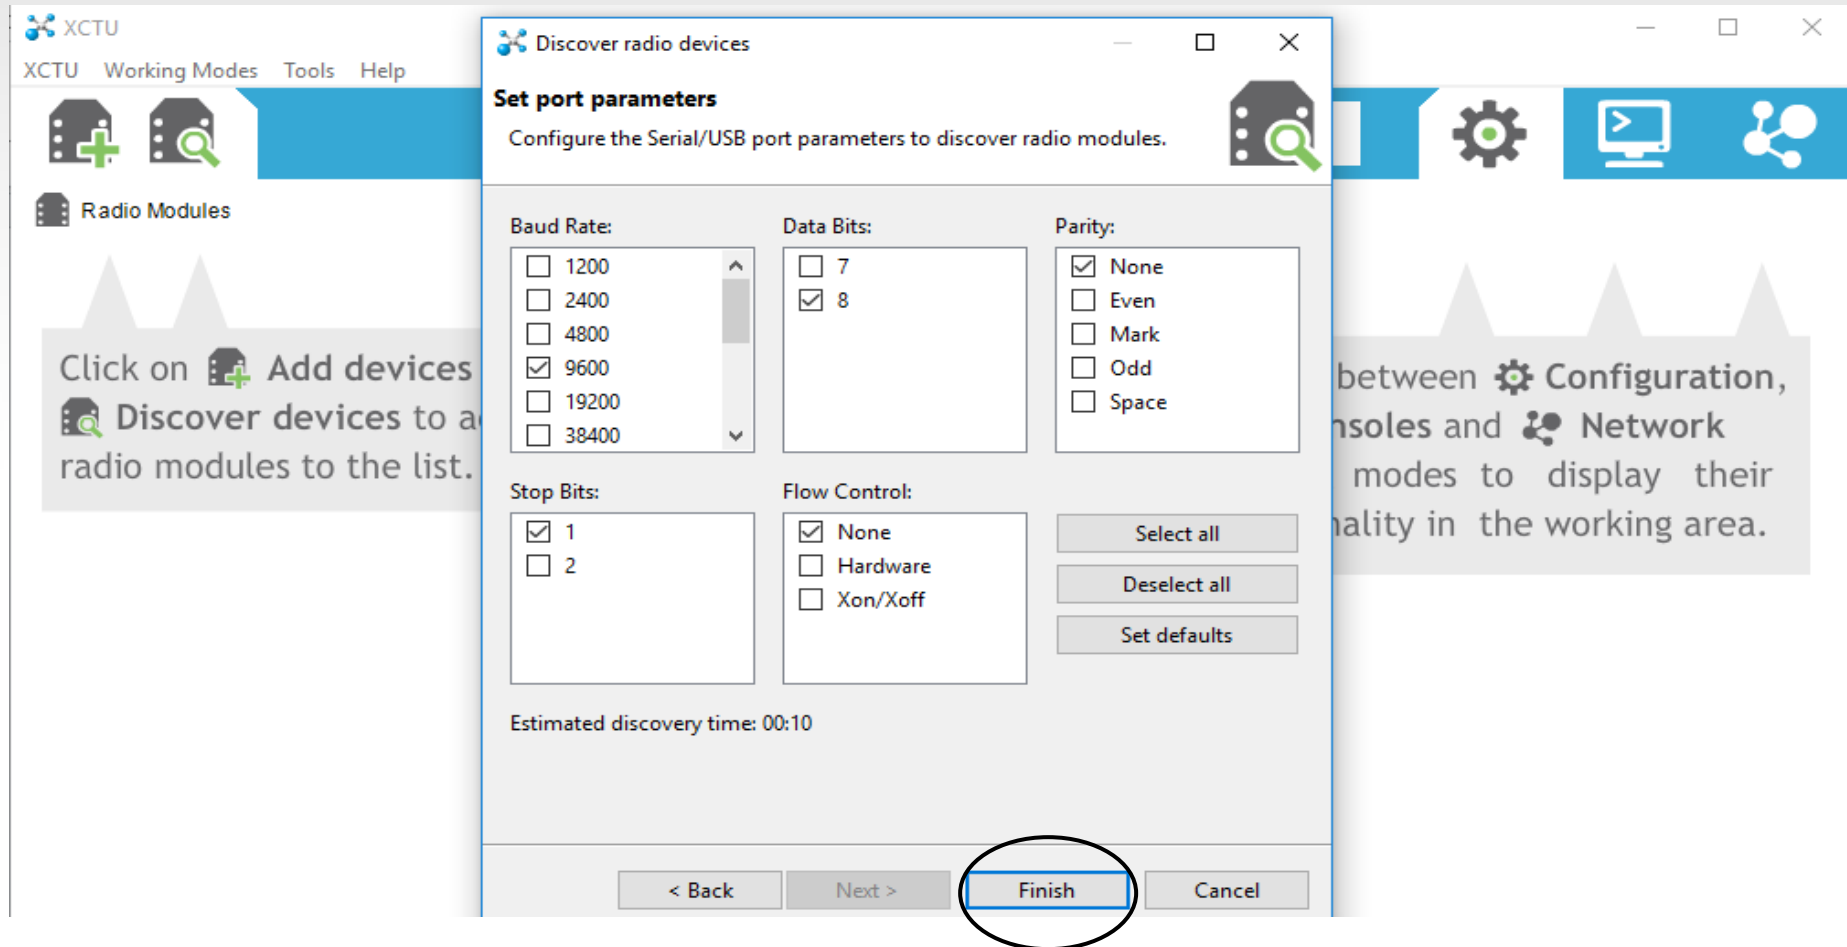 XCTU
XCTU Working Modes Tools Help
Radio Modules
Click on Add devices
Discover devices to a
radio modules to the list.
Discover radio devices
Set port parameters
Configure the Serial/USB port parameters to discover radio modules.
Baud Rate:
1200
2400
4800
9600
19200
38400
Data Bits:
7
8
Parity:
None
Even
Mark
Odd
Space
Stop Bits:
1
2
Flow Control:
None
Hardware
Xon/Xoff
Select all
Deselect all
Set defaults
Estimated discovery time: 00:10
< Back Next > Finish Cancel
between Configuration,
nsoles and Network
modes to display their
ality in the working area.